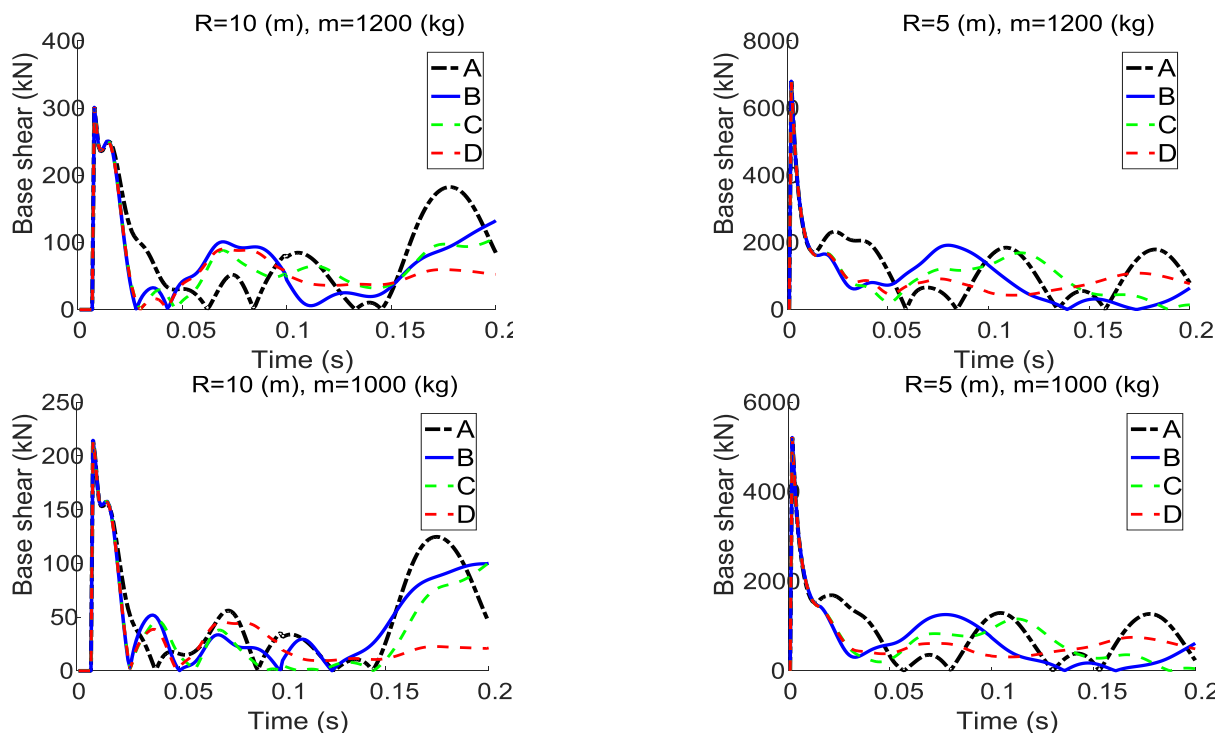 R=10 (m), m=1200 (kg)
Base shear (kN)
400
300
200
100
0
0
0.05
0.1
0.15
0.2
Time (s)
A
B
C
D
R=5 (m), m=1200 (kg)
Base shear (kN)
8000
6000
4000
2000
0
0
0.05
0.1
0.15
0.2
Time (s)
A
B
C
D
R=10 (m), m=1000 (kg)
Base shear (kN)
250
200
150
100
50
0
0
0.05
0.1
0.15
0.2
Time (s)
A
B
C
D
R=5 (m), m=1000 (kg)
Base shear (kN)
6000
4000
2000
0
0
0.05
0.1
0.15
0.2
Time (s)
A
B
C
D